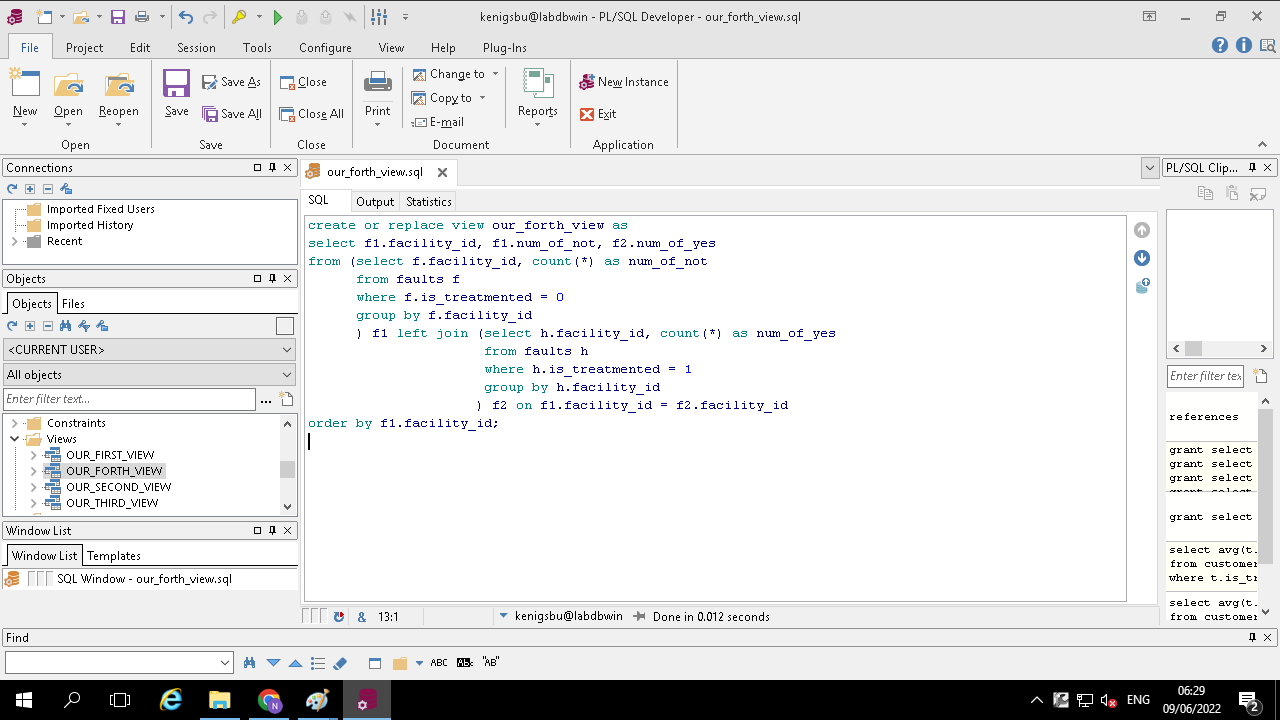 kenigsbu@labdbwin - PL/SQL Developer - our_forth_view.sql
File Project Edit Session Tools Configure View Help Plug-Ins
New Open Reopen
Open
Save Save As
Save All
Save
Close
Close All
Close
Print Change to
Copy to
E-mail
Reports
Document
New Instance
Exit
Application
Connections
Imported Fixed Users
Imported History
Recent
Objects
Objects Files
<CURRENT USER>
All objects
Enter filter text...
Constraints
Views
OUR_FIRST_VIEW
OUR_FORTH_VIEW
OUR_SECOND_VIEW
OUR_THIRD_VIEW
Window List
Window List Templates
SQL Window - our_forth_view.sql
our_forth_view.sql
SQL Output Statistics
create or replace view our_forth_view as
select f1.facility_id, f1.num_of_not, f2.num_of_yes
from (select f.facility_id, count(*) as num_of_not
from faults f
where f.is_treatmented = 0
group by f.facility_id
) f1 left join (select h.facility_id, count(*) as num_of_yes
from faults h
where h.is_treatmented = 1
group by h.facility_id
) f2 on f1.facility_id = f2.facility_id
order by f1.facility_id;
& 13:1 kenigsbu@labdbwin Done in 0.012 seconds
PL/SQL Clip...
Enter filter tex
references
grant select
grant select
grant select
grant select
grant select
select avg(t.
from customer
where t.is_tr
select avg(t.
from customer
Find
ABC AB "AB"
ENG
06:29
09/06/2022
2